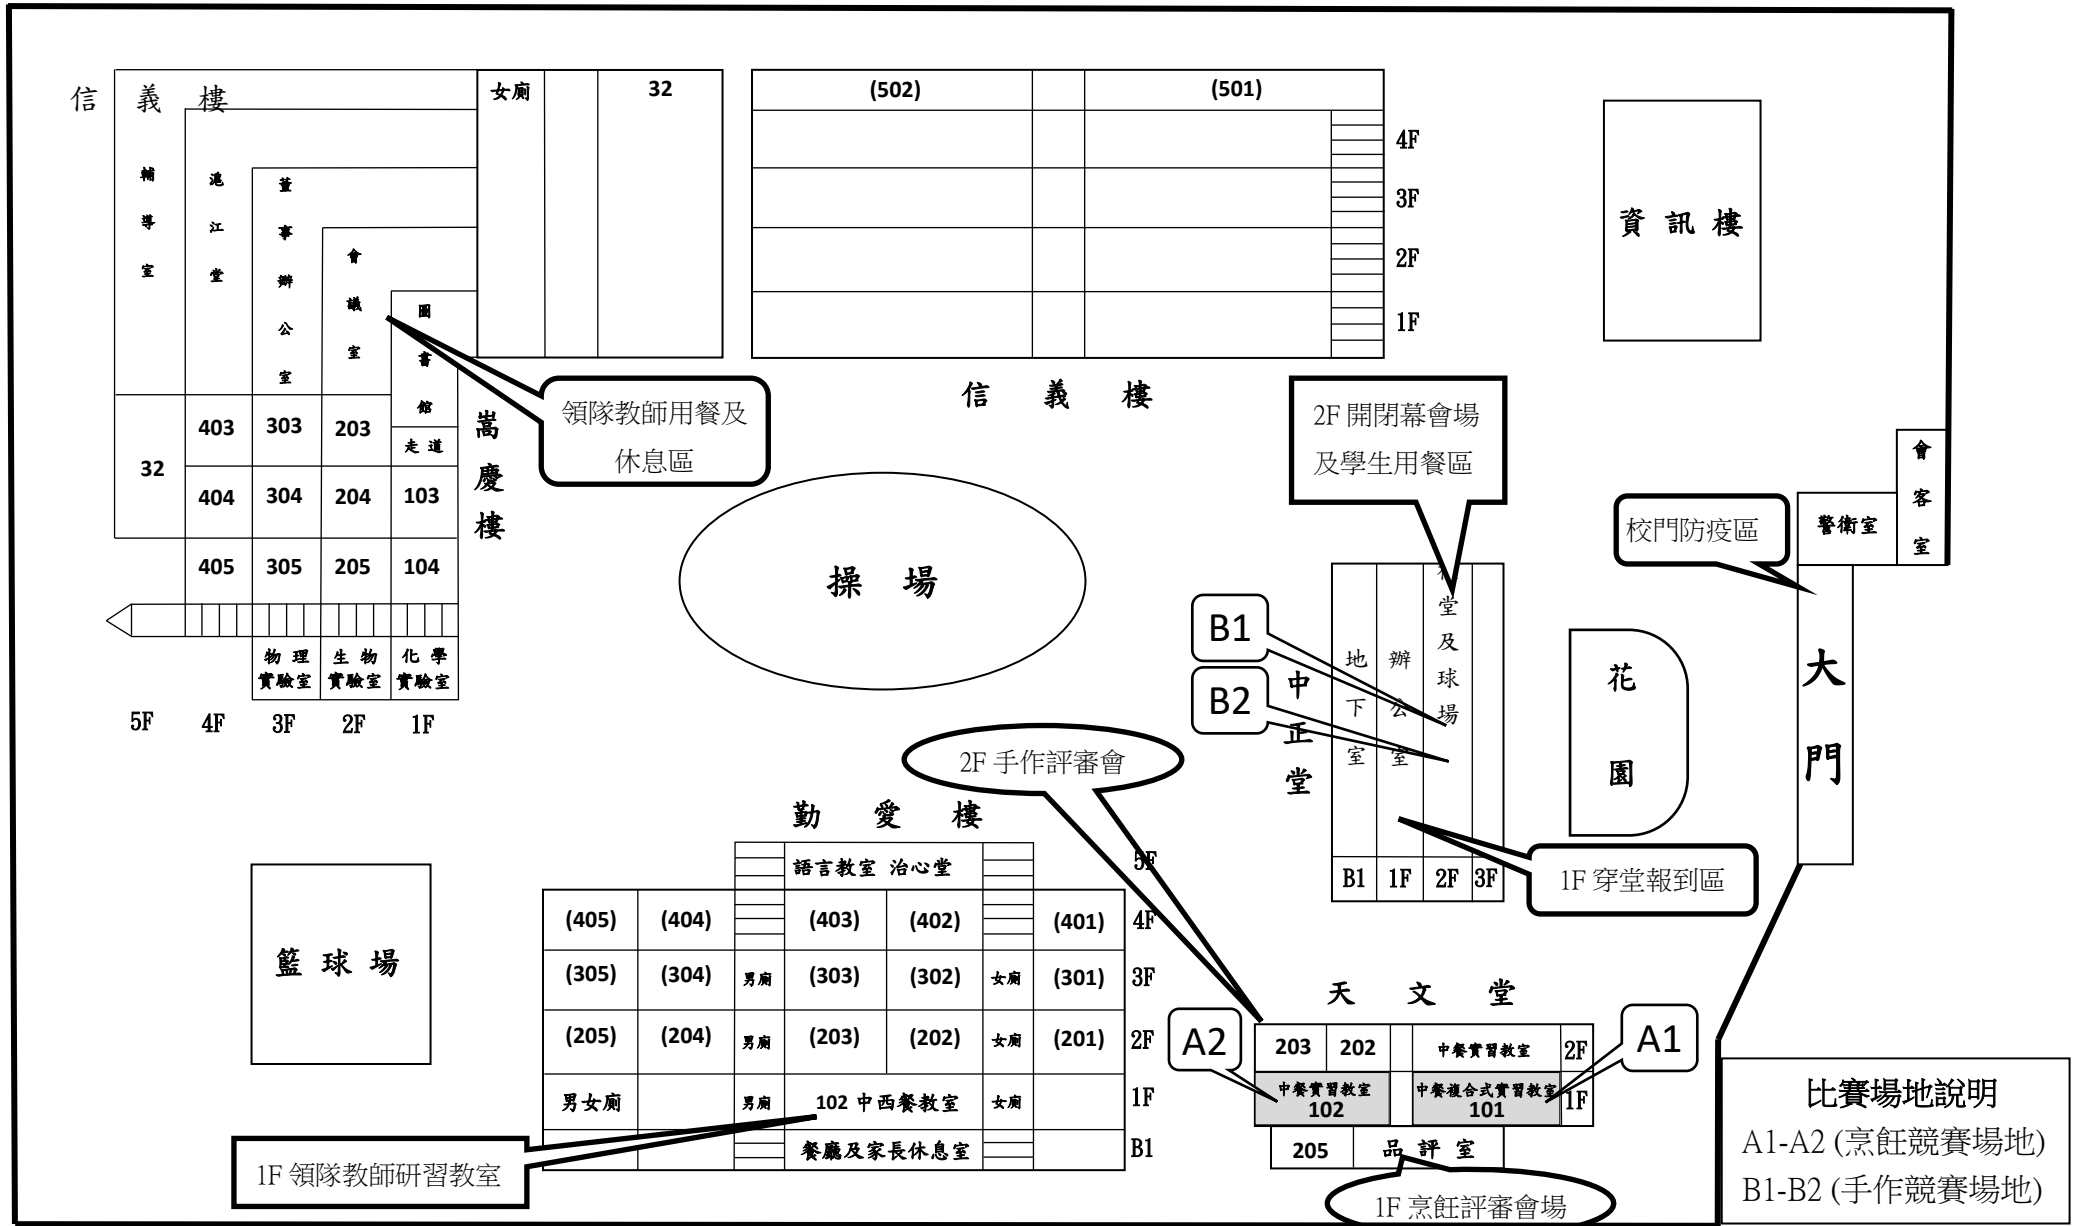 信義樓
女廁
32
(502)
(501)
4F
3F
2F
1F
信義樓
資訊樓
輔導室
滬江堂
董事辦公室
會議室
圖書館
走道
403
303
203
32
404
304
204
103
405
305
205
104
物理實驗室
生物實驗室
化學實驗室
5F
4F
3F
2F
1F
嵩慶樓
領隊教師用餐及
休息區
操場
2F 開閉幕會場
及學生用餐區
會客室
警衛室
校門防疫區
大門
花園
B1
B2
中正堂
地下室
辦公室
堂及球場
B1
1F
2F
3F
1F 穿堂報到區
2F 手作評審會
勤愛樓
語言教室 治心堂
5F
(405)
(404)
(403)
(402)
(401)
4F
(305)
(304)
男廁
(303)
(302)
女廁
(301)
3F
(205)
(204)
男廁
(203)
(202)
女廁
(201)
2F
男女廁
男廁
102 中西餐教室
女廁
1F
餐廳及家長休息室
B1
籃球場
1F 領隊教師研習教室
天文堂
A2
A1
203
202
中餐實習教室
2F
中餐實習教室
102
中餐複合式實習教室
101
1F
205
品評室
1F 烹飪評審會場
比賽場地說明
A1-A2 (烹飪競賽場地)
B1-B2 (手作競賽場地)